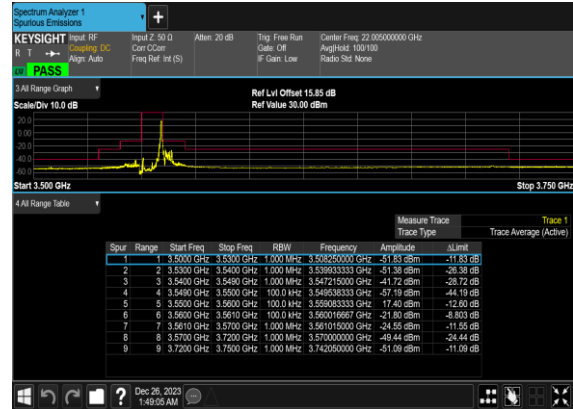 Spectrum Analyzer 1
Spurious Emissions
+
KEYSIGHT Input: RF Input Z: 50 Ω Atten: 20 dB Trig: Free Run Center Freq: 22.005000000 GHz
R T Coupling: DC Corr CCorr Gate: Off Avg|Hold: 100/100
Align: Auto Freq Ref: Int (S) IF Gain: Low Radio Std: None
PASS
3 All Range Graph Ref Lvl Offset 15.85 dB
Scale/Div 10.0 dB Ref Value 30.00 dBm
20.0
0.00
-20.0
-40.0
-60.0
Start 3.500 GHz Stop 3.750 GHz
4 All Range Table
Measure Trace Trace 1
Trace Type Trace Average (Active)
Spur Range Start Freq Stop Freq RBW Frequency Amplitude ΔLimit
1 1 3.5000 GHz 3.5300 GHz 1.000 MHz 3.508250000 GHz -51.83 dBm -11.83 dB
2 2 3.5300 GHz 3.5400 GHz 1.000 MHz 3.539933333 GHz -51.38 dBm -26.38 dB
3 3 3.5400 GHz 3.5490 GHz 1.000 MHz 3.547215000 GHz -41.72 dBm -28.72 dB
4 4 3.5490 GHz 3.5500 GHz 100.0 kHz 3.549538333 GHz -57.19 dBm -44.19 dB
5 5 3.5500 GHz 3.5600 GHz 100.0 kHz 3.559083333 GHz 17.40 dBm -12.60 dB
6 6 3.5600 GHz 3.5610 GHz 100.0 kHz 3.560016667 GHz -21.80 dBm -8.803 dB
7 7 3.5610 GHz 3.5700 GHz 1.000 MHz 3.561015000 GHz -24.55 dBm -11.55 dB
8 8 3.5700 GHz 3.7200 GHz 1.000 MHz 3.570000000 GHz -49.44 dBm -24.44 dB
9 9 3.7200 GHz 3.7500 GHz 1.000 MHz 3.742050000 GHz -51.09 dBm -11.09 dB
? Dec 26, 2023
1:49:05 AM